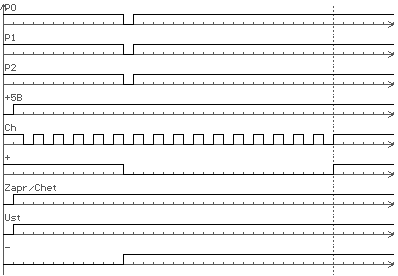 P0
P1
P2
+5B
Ch
+
Zapr/Chet
Ust
-